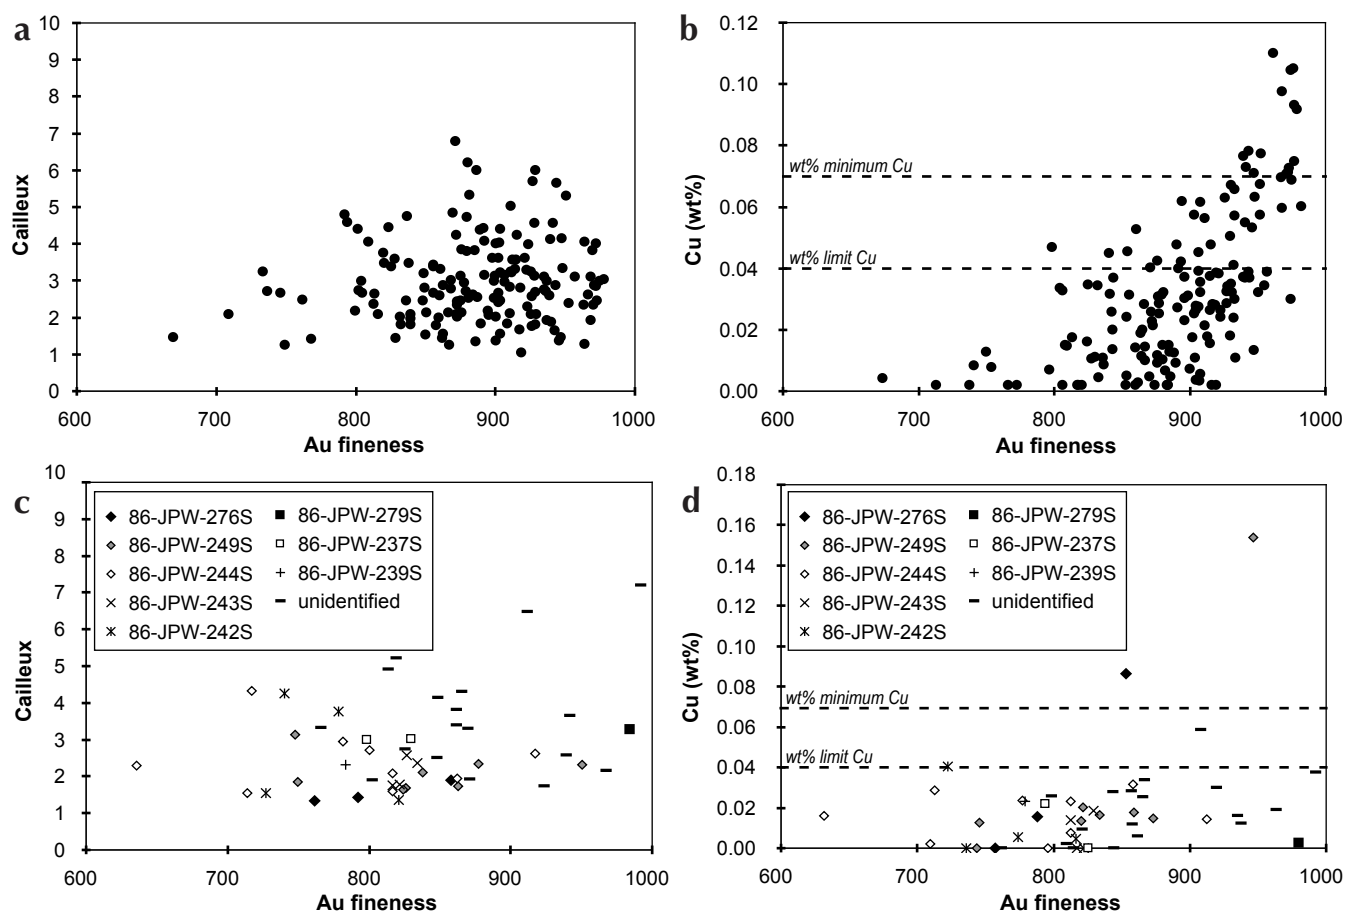 a
10
9
8
7
6
5
4
3
2
1
0
Cailleux
600
700
800
900
1000
Au fineness
b
0.12
0.10
0.08
0.06
0.04
0.02
0.00
Cu (wt%)
wt% minimum Cu
wt% limit Cu
600
700
800
900
1000
Au fineness
c
10
9
8
7
6
5
4
3
2
1
0
Cailleux
86-JPW-276S
86-JPW-249S
86-JPW-244S
86-JPW-243S
86-JPW-242S
86-JPW-279S
86-JPW-237S
86-JPW-239S
unidentified
600
700
800
900
1000
Au fineness
d
0.18
0.16
0.14
0.12
0.10
0.08
0.06
0.04
0.02
0.00
Cu (wt%)
86-JPW-276S
86-JPW-249S
86-JPW-244S
86-JPW-243S
86-JPW-242S
86-JPW-279S
86-JPW-237S
86-JPW-239S
unidentified
wt% minimum Cu
wt% limit Cu
600
700
800
900
1000
Au fineness